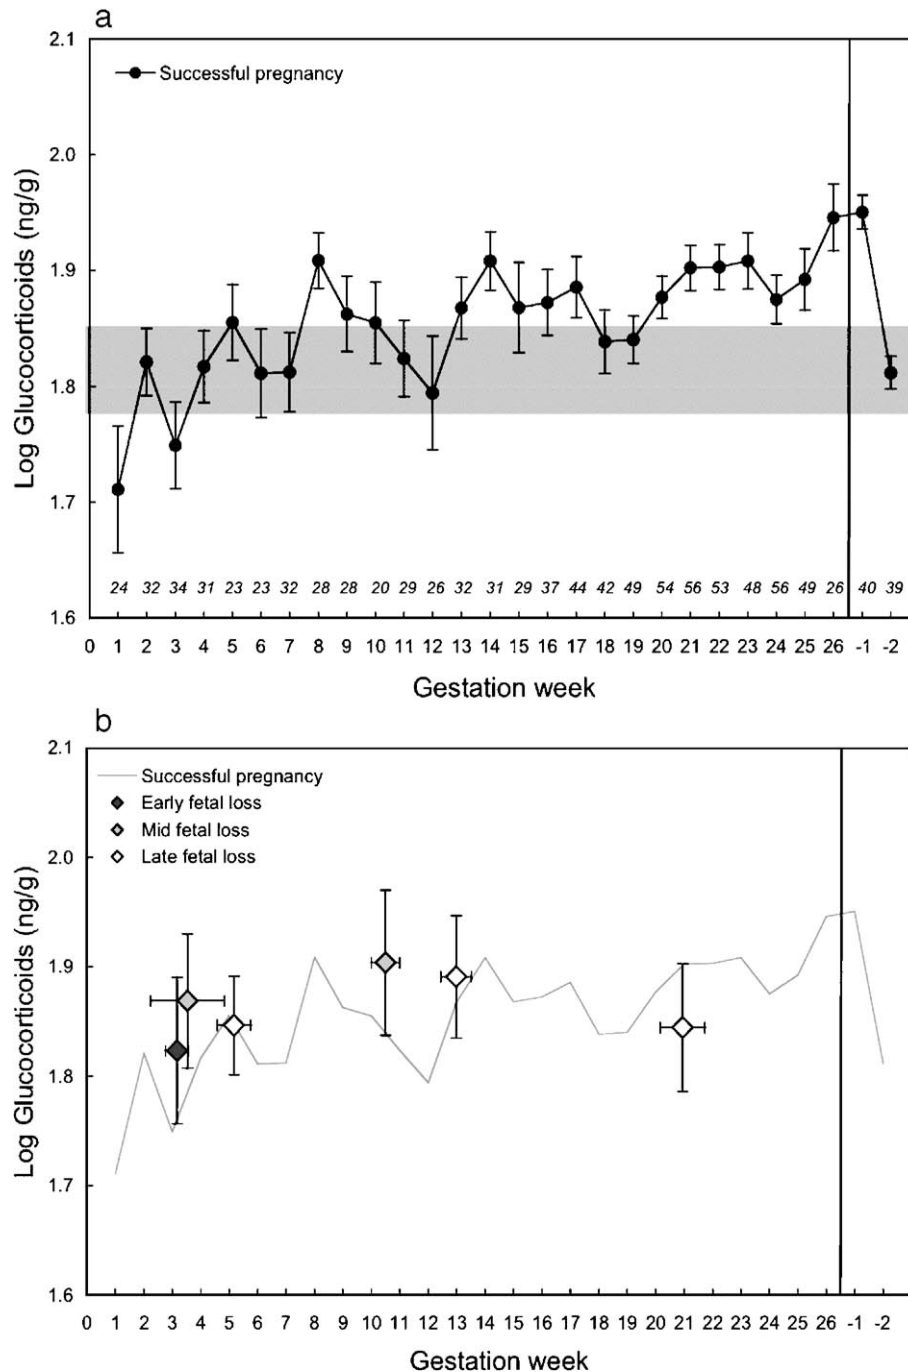 a
2.1
2.0
1.9
1.8
1.7
1.6
Log Glucocorticoids (ng/g)
Successful pregnancy
24 32 34 31 23 23 32 28 28 20 29 26 32 31 29 37 44 42 49 54 56 53 48 56 49 26 40 39
0 1 2 3 4 5 6 7 8 9 10 11 12 13 14 15 16 17 18 19 20 21 22 23 24 25 26 -1 -2
Gestation week
b
2.1
2.0
1.9
1.8
1.7
1.6
Log Glucocorticoids (ng/g)
Successful pregnancy
Early fetal loss
Mid fetal loss
Late fetal loss
0 1 2 3 4 5 6 7 8 9 10 11 12 13 14 15 16 17 18 19 20 21 22 23 24 25 26 -1 -2
Gestation week